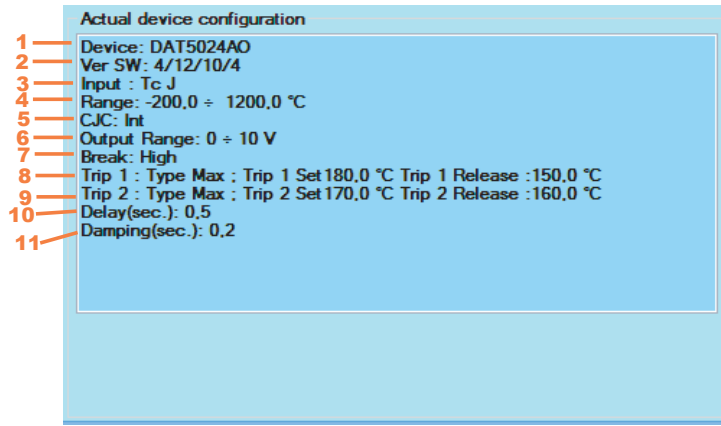 Actual device configuration
1 Device: DAT5024AO
2 Ver SW: 4/12/10/4
3 Input : Tc J
4 Range: -200,0 ÷ 1200,0 °C
5 CJC: Int
6 Output Range: 0 ÷ 10 V
7 Break: High
8 Trip 1 : Type Max ; Trip 1 Set180,0 °C Trip 1 Release :150,0 °C
9 Trip 2 : Type Max ; Trip 2 Set170,0 °C Trip 2 Release :160,0 °C
10 Delay(sec.): 0,5
11 Damping(sec.): 0,2